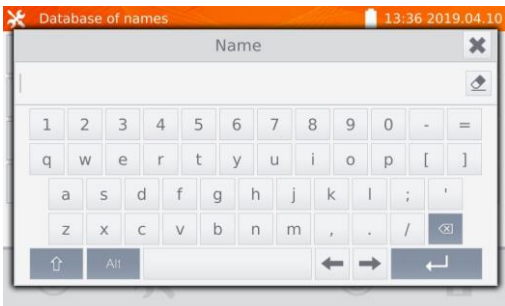 Database of names 13:36 2019.04.10
Name
1 2 3 4 5 6 7 8 9 0 - =
q w e r t y u i o p [ ]
a s d f g h j k l ; '
z x c v b n m , . /
Alt